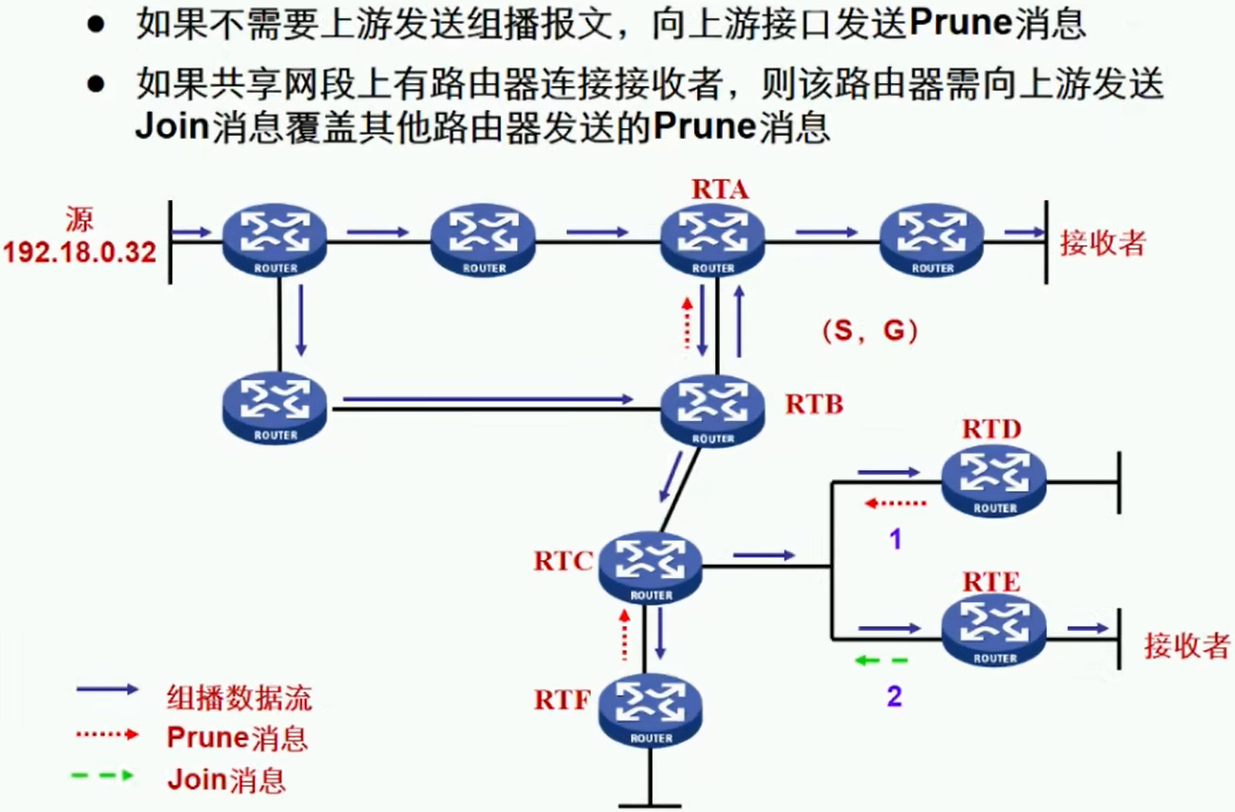 ● 如果不需要上游发送组播报文，向上游接口发送Prune消息
● 如果共享网段上有路由器连接接收者，则该路由器需向上游发送
Join消息覆盖其他路由器发送的Prune消息
RTA
源
192.18.0.32
ROUTER
ROUTER
ROUTER
ROUTER
接收者
（S，G）
ROUTER
ROUTER
RTB
RTD
ROUTER
1
RTC
ROUTER
RTE
ROUTER
接收者
2
RTF
ROUTER
组播数据流
Prune消息
Join消息